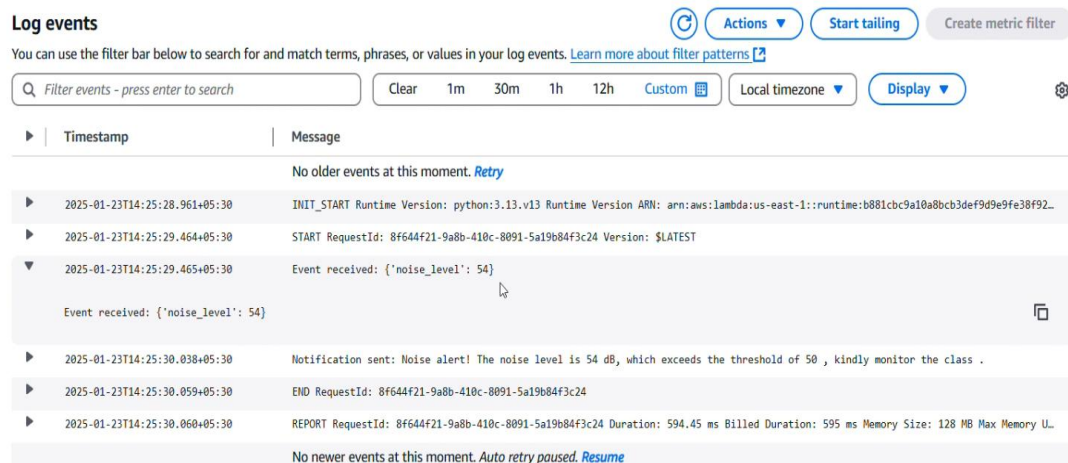 Log events
Actions ▼ Start tailing Create metric filter
You can use the filter bar below to search for and match terms, phrases, or values in your log events. Learn more about filter patterns
Filter events - press enter to search Clear 1m 30m 1h 12h Custom Local timezone ▼ Display ▼
Timestamp Message
No older events at this moment. Retry
2025-01-23T14:25:28.961+05:30 INIT_START Runtime Version: python:3.13.v13 Runtime Version ARN: arn:aws:lambda:us-east-1::runtime:b881cbc9a10a8bcb3def9d9e9fe38f92…
2025-01-23T14:25:29.464+05:30 START RequestId: 8f644f21-9a8b-410c-8091-5a19b84f3c24 Version: $LATEST
2025-01-23T14:25:29.465+05:30 Event received: {'noise_level': 54}
Event received: {'noise_level': 54}
2025-01-23T14:25:30.038+05:30 Notification sent: Noise alert! The noise level is 54 dB, which exceeds the threshold of 50 , kindly monitor the class .
2025-01-23T14:25:30.059+05:30 END RequestId: 8f644f21-9a8b-410c-8091-5a19b84f3c24
2025-01-23T14:25:30.060+05:30 REPORT RequestId: 8f644f21-9a8b-410c-8091-5a19b84f3c24 Duration: 594.45 ms Billed Duration: 595 ms Memory Size: 128 MB Max Memory U…
No newer events at this moment. Auto retry paused. Resume